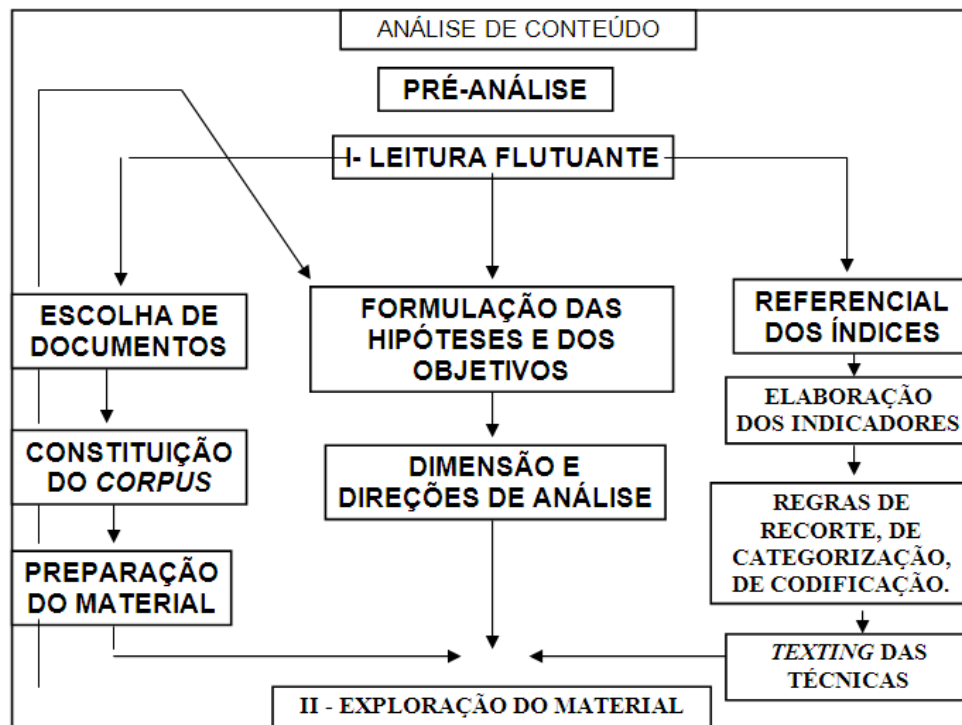 ANÁLISE DE CONTEÚDO
PRÉ-ANÁLISE
I- LEITURA FLUTUANTE
ESCOLHA DE
DOCUMENTOS
CONSTITUIÇÃO
DO CORPUS
PREPARAÇÃO
DO MATERIAL
FORMULAÇÃO DAS
HIPÓTESES E DOS
OBJETIVOS
DIMENSÃO E
DIREÇÕES DE ANÁLISE
REFERENCIAL
DOS ÍNDICES
ELABORAÇÃO
DOS INDICADORES
REGRAS DE
RECORTE, DE
CATEGORIZAÇÃO,
DE CODIFICAÇÃO.
TEXTING DAS
TÉCNICAS
II - EXPLORAÇÃO DO MATERIAL